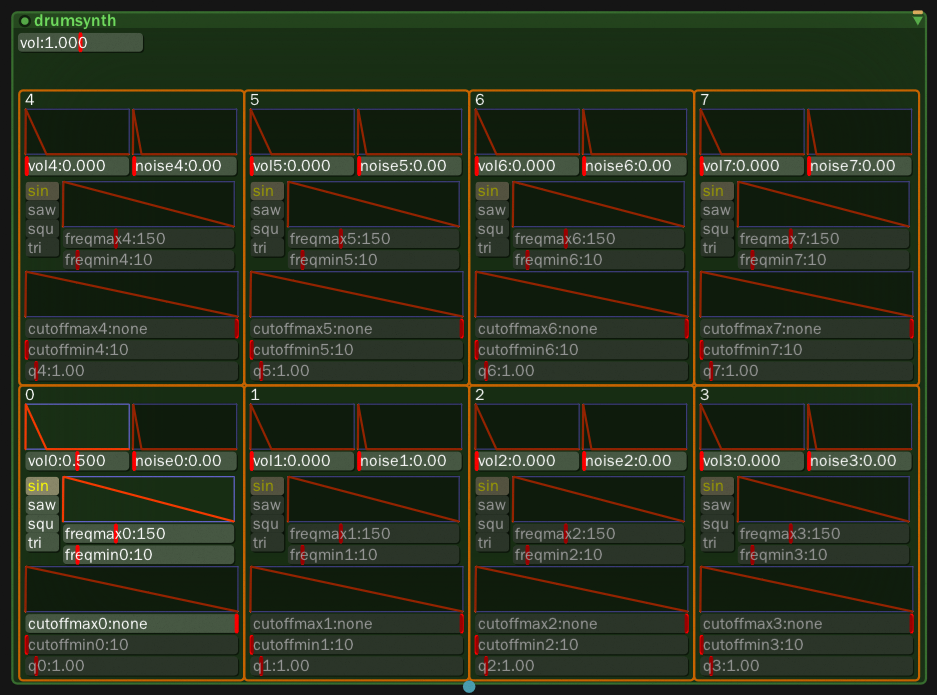 drumsynth
vol:1.000
4 5 6 7
vol4:0.000 noise4:0.00 vol5:0.000 noise5:0.00 vol6:0.000 noise6:0.00 vol7:0.000 noise7:0.00
sin sin sin sin
saw saw saw saw
squ squ squ squ
freqmax4:150 freqmax5:150 freqmax6:150 freqmax7:150
tri tri tri tri
freqmin4:10 freqmin5:10 freqmin6:10 freqmin7:10
cutoffmax4:none cutoffmax5:none cutoffmax6:none cutoffmax7:none
cutoffmin4:10 cutoffmin5:10 cutoffmin6:10 cutoffmin7:10
q4:1.00 q5:1.00 q6:1.00 q7:1.00
0 1 2 3
vol0:0.500 noise0:0.00 vol1:0.000 noise1:0.00 vol2:0.000 noise2:0.00 vol3:0.000 noise3:0.00
sin sin sin sin
saw saw saw saw
squ squ squ squ
freqmax0:150 freqmax1:150 freqmax2:150 freqmax3:150
tri tri tri tri
freqmin0:10 freqmin1:10 freqmin2:10 freqmin3:10
cutoffmax0:none cutoffmax1:none cutoffmax2:none cutoffmax3:none
cutoffmin0:10 cutoffmin1:10 cutoffmin2:10 cutoffmin3:10
q0:1.00 q1:1.00 q2:1.00 q3:1.00